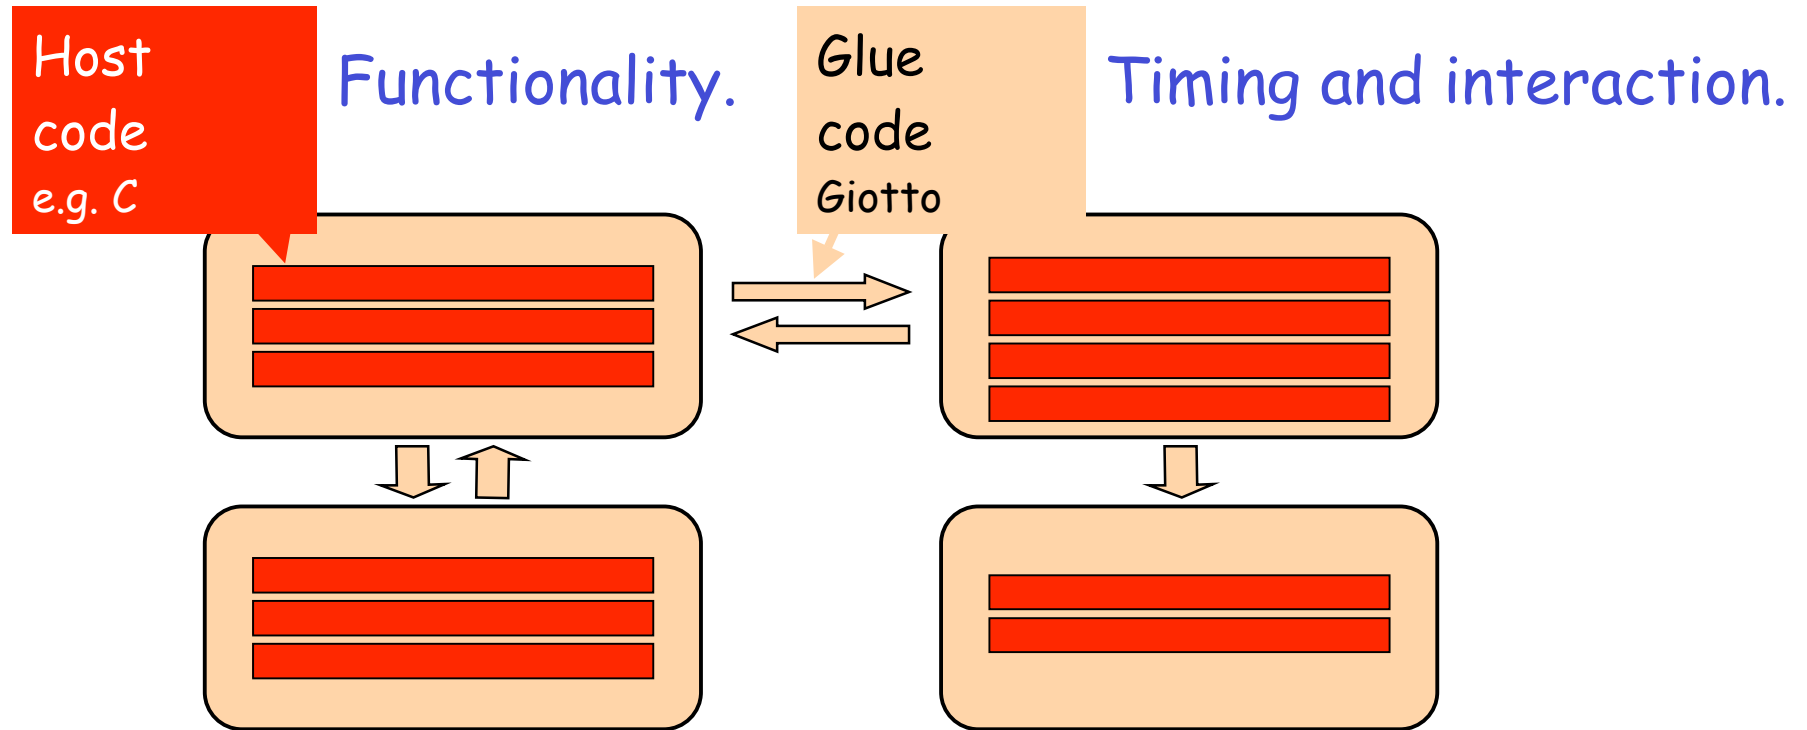 Host
code
e.g. C
Functionality.
Glue
code
Giotto
Timing and interaction.